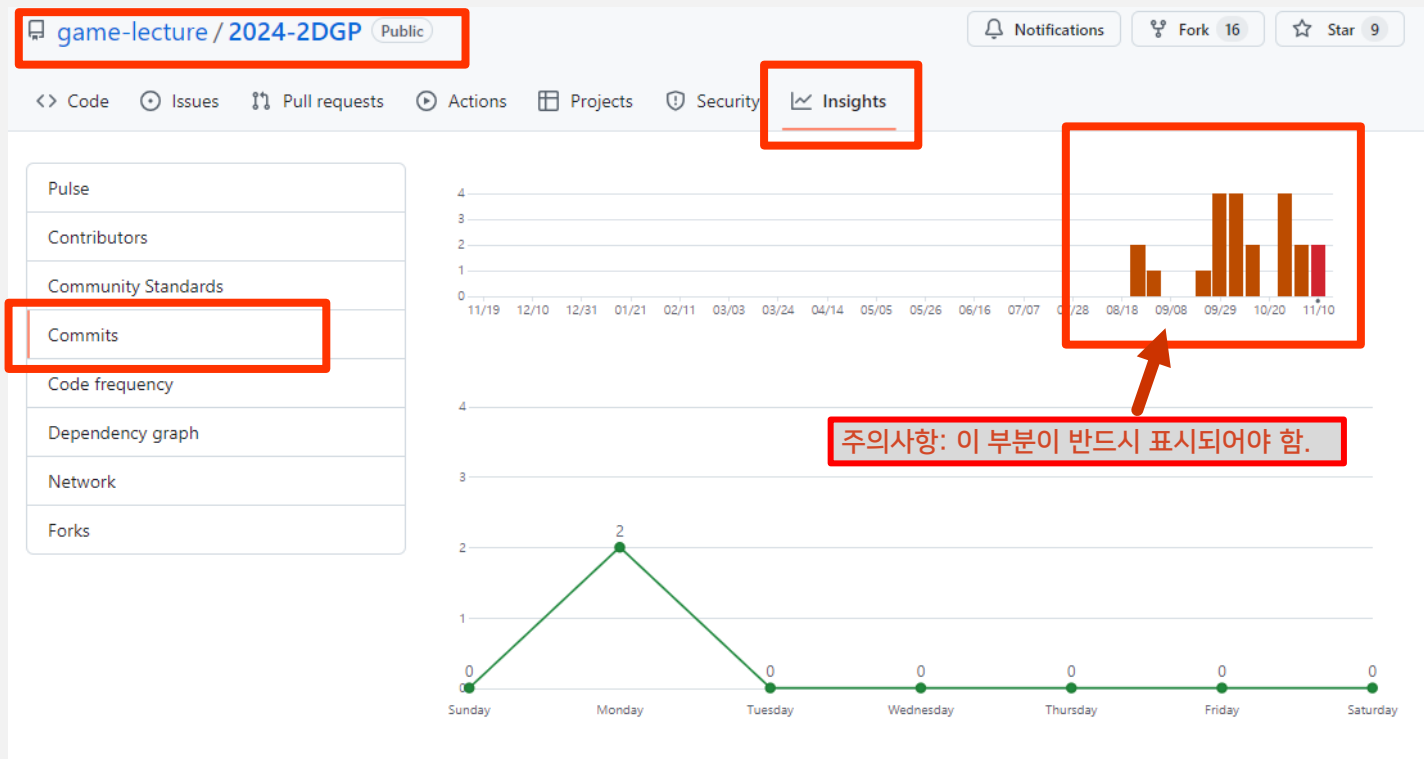 game-lecture / 2024-2DGP Public
Notifications Fork 16 Star 9
Code Issues Pull requests Actions Projects Security Insights
Pulse
Contributors
Community Standards
Commits
Code frequency
Dependency graph
Network
Forks
4
3
2
1
0
11/19 12/10 12/31 01/21 02/11 03/03 03/24 04/14 05/05 05/26 06/16 07/07 /28 08/18 09/08 09/29 10/20 11/10
주의사항: 이 부분이 반드시 표시되어야 함.
4
3
2
1
0
0 2 0 0 0 0 0
Sunday Monday Tuesday Wednesday Thursday Friday Saturday